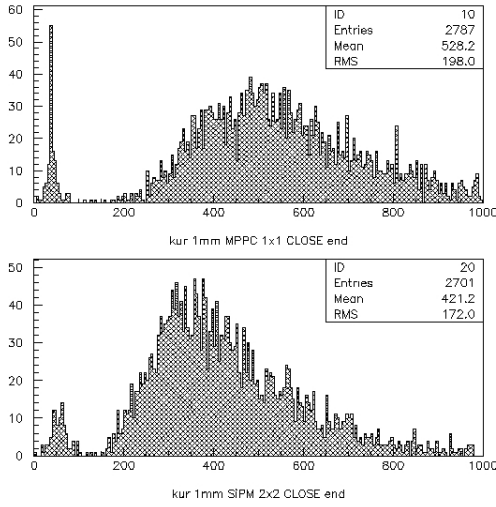 60
50
40
30
20
10
0
ID 10
Entries 2787
Mean 528.2
RMS 198.0
0 200 400 600 800 1000
kur 1mm MPPC 1x1 CLOSE end
50
40
30
20
10
0
ID 20
Entries 2701
Mean 421.2
RMS 172.0
0 200 400 600 800 1000
kur 1mm SiPM 2x2 CLOSE end